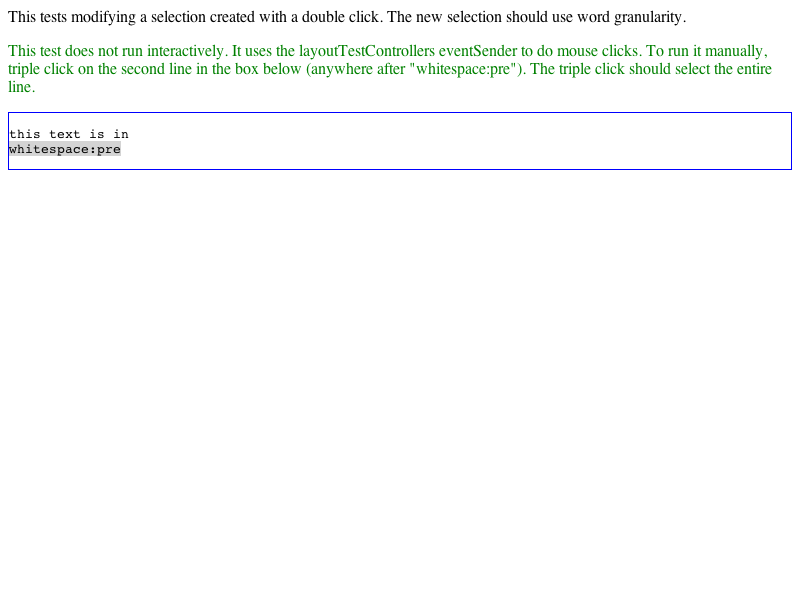 This tests modifying a selection created with a double click. The new selection should use word granularity.
This test does not run interactively. It uses the layoutTestControllers eventSender to do mouse clicks. To run it manually,
triple click on the second line in the box below (anywhere after "whitespace:pre"). The triple click should select the entire
line.
this text is in
whitespace:pre